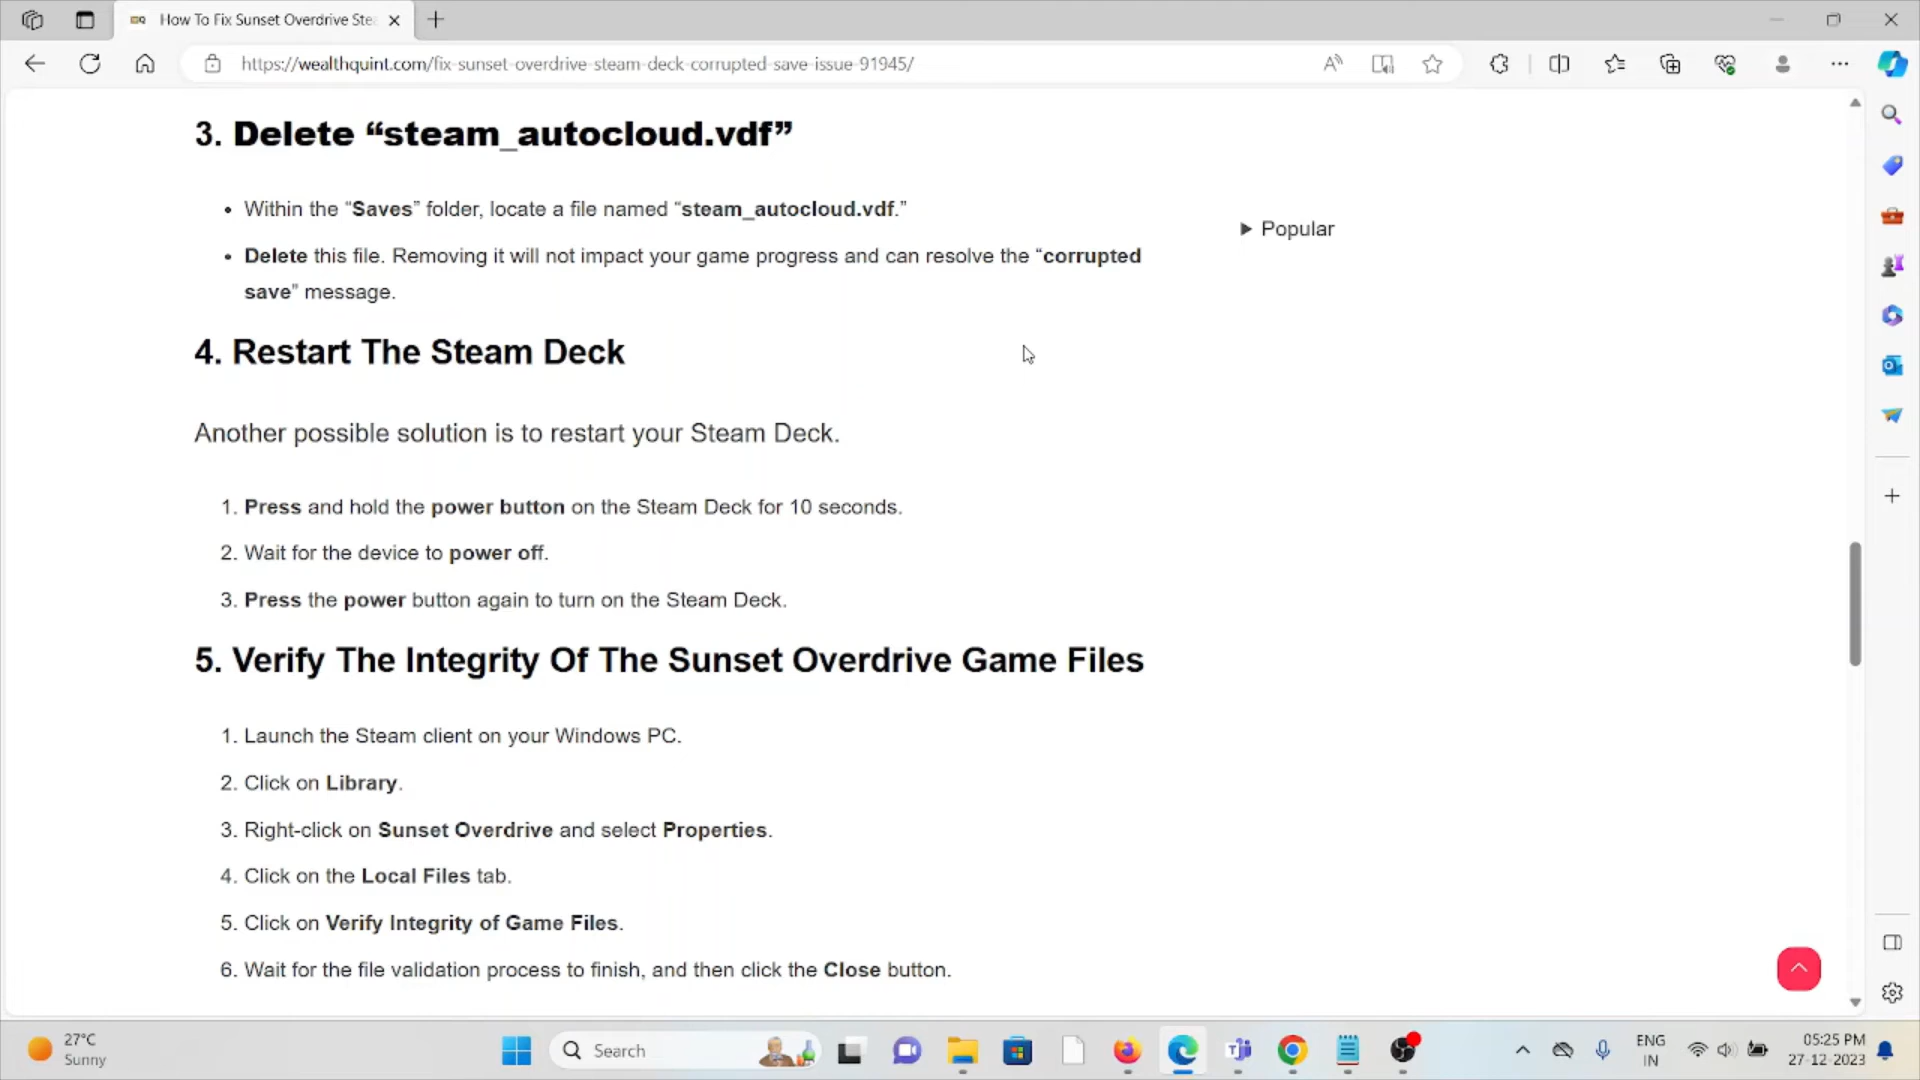 How To Fix Sunset Overdrive Ste
https://wealthquint.com/fix-sunset-overdrive-steam-deck-corrupted-save-issue-91945/
3. Delete “steam_autocloud.vdf”
• Within the “Saves” folder, locate a file named “steam_autocloud.vdf.”
• Delete this file. Removing it will not impact your game progress and can resolve the “corrupted
save” message.
▶ Popular
4. Restart The Steam Deck
Another possible solution is to restart your Steam Deck.
1. Press and hold the power button on the Steam Deck for 10 seconds.
2. Wait for the device to power off.
3. Press the power button again to turn on the Steam Deck.
5. Verify The Integrity Of The Sunset Overdrive Game Files
1. Launch the Steam client on your Windows PC.
2. Click on Library.
3. Right-click on Sunset Overdrive and select Properties.
4. Click on the Local Files tab.
5. Click on Verify Integrity of Game Files.
6. Wait for the file validation process to finish, and then click the Close button.
27°C
Sunny
Search
ENG
IN
05:25 PM
27-12-2023